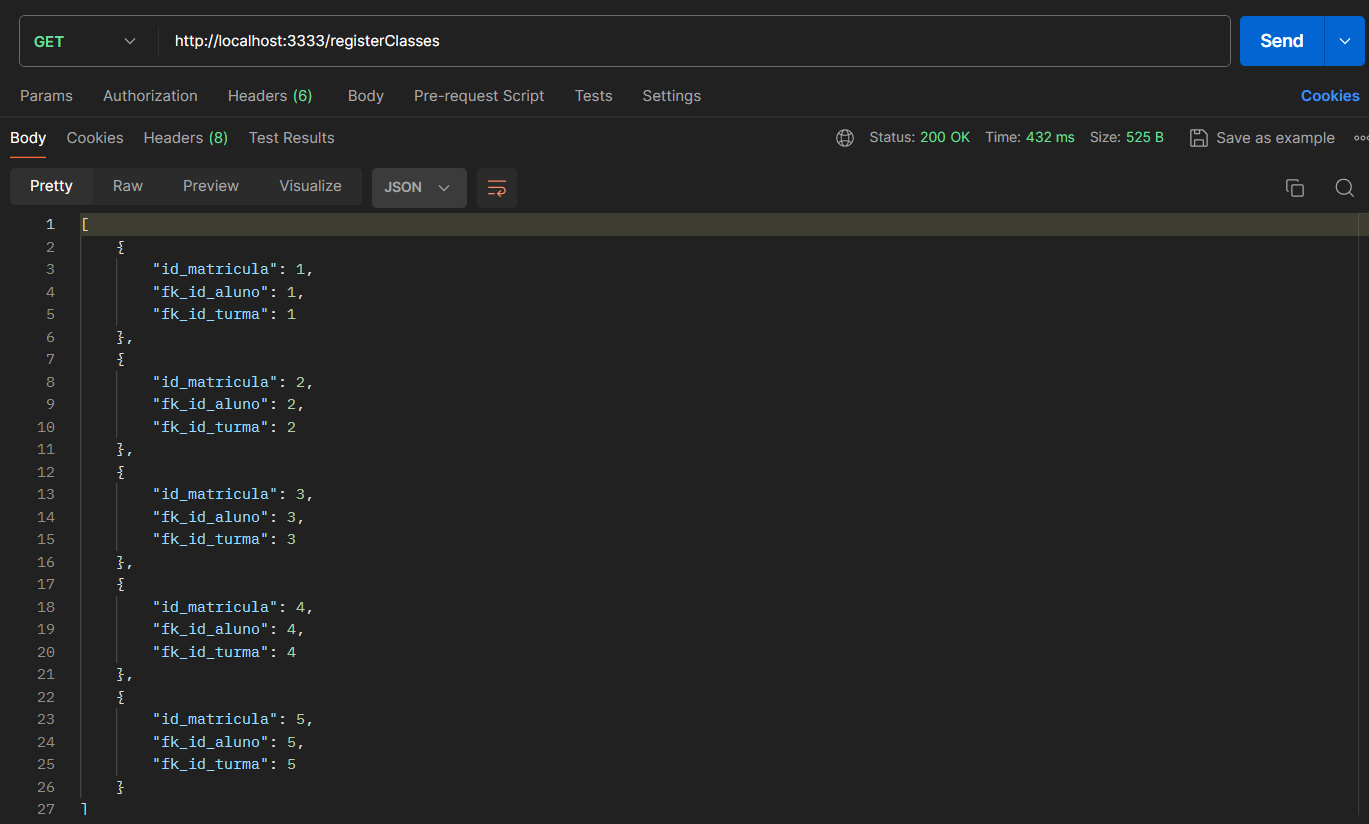 GET http://localhost:3333/registerClasses Send
Params Authorization Headers (6) Body Pre-request Script Tests Settings Cookies
Body Cookies Headers (8) Test Results Status: 200 OK Time: 432 ms Size: 525 B Save as example
Pretty Raw Preview Visualize JSON
1 [
2 {
3 "id_matricula": 1,
4 "fk_id_aluno": 1,
5 "fk_id_turma": 1
6 },
7 {
8 "id_matricula": 2,
9 "fk_id_aluno": 2,
10 "fk_id_turma": 2
11 },
12 {
13 "id_matricula": 3,
14 "fk_id_aluno": 3,
15 "fk_id_turma": 3
16 },
17 {
18 "id_matricula": 4,
19 "fk_id_aluno": 4,
20 "fk_id_turma": 4
21 },
22 {
23 "id_matricula": 5,
24 "fk_id_aluno": 5,
25 "fk_id_turma": 5
26 }
27 ]